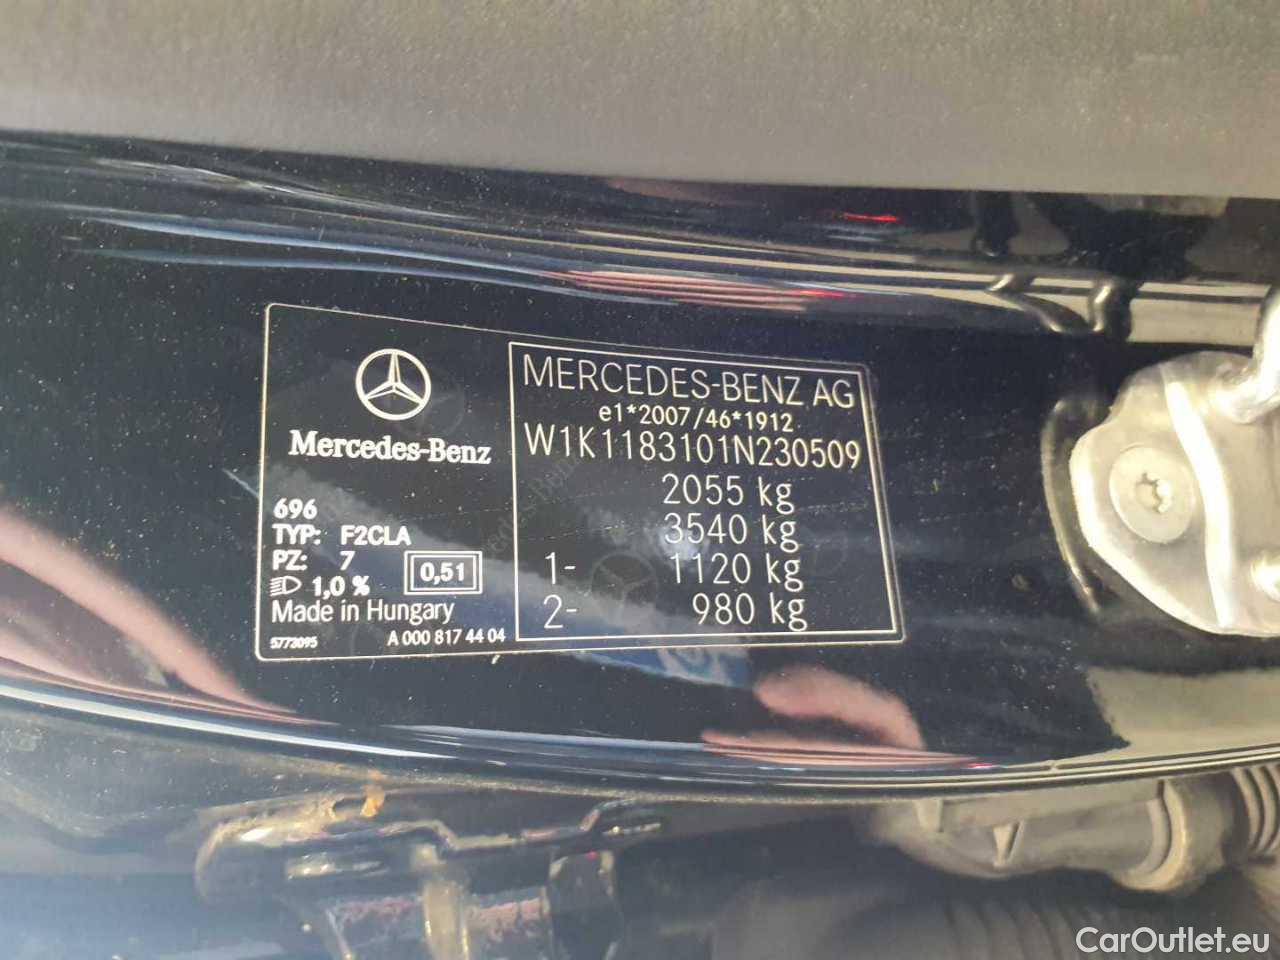 Mercedes-Benz
696
TYP: F2CLA
PZ: 7
1,0 %
0,51
Made in Hungary
5773095
A 000 817 44 04
MERCEDES-BENZ AG
e1*2007/46*1912
W1K1183101N230509
2055 kg
3540 kg
1- 1120 kg
2- 980 kg
CarOutlet.eu